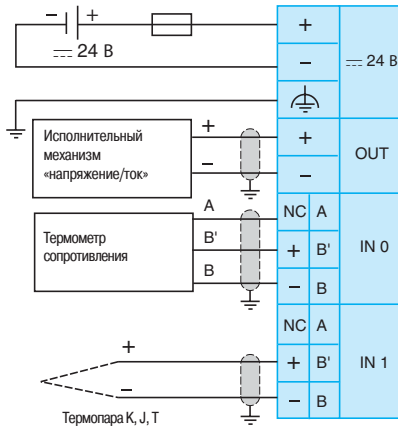 − +
24 В
+
−
24 В
Исполнительный
механизм
«напряжение/ток»
+
−
+
−
OUT
Термометр
сопротивления
A
B'
B
NC A
+ B'
− B
IN 0
NC A
+ B'
− B
IN 1
+
−
Термопара K, J, T